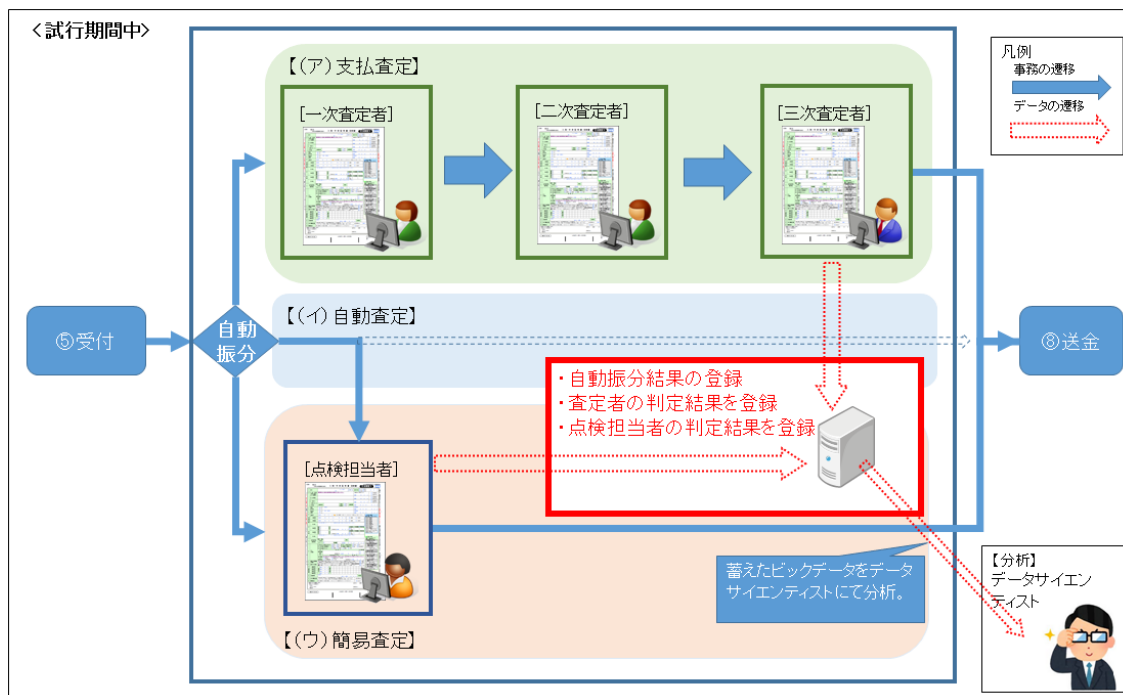 <試行期間中>
凡例
事務の遷移
データの遷移
【(ア)支払査定】
[一次査定者]
[二次査定者]
[三次査定者]
⑤受付
自動
振分
【(イ)自動査定】
⑧送金
・自動振分結果の登録
・査定者の判定結果を登録
・点検担当者の判定結果を登録
[点検担当者]
【(ウ)簡易査定】
蓄えたビックデータをデータ
サイエンティストにて分析。
【分析】
データサイエン
ティスト